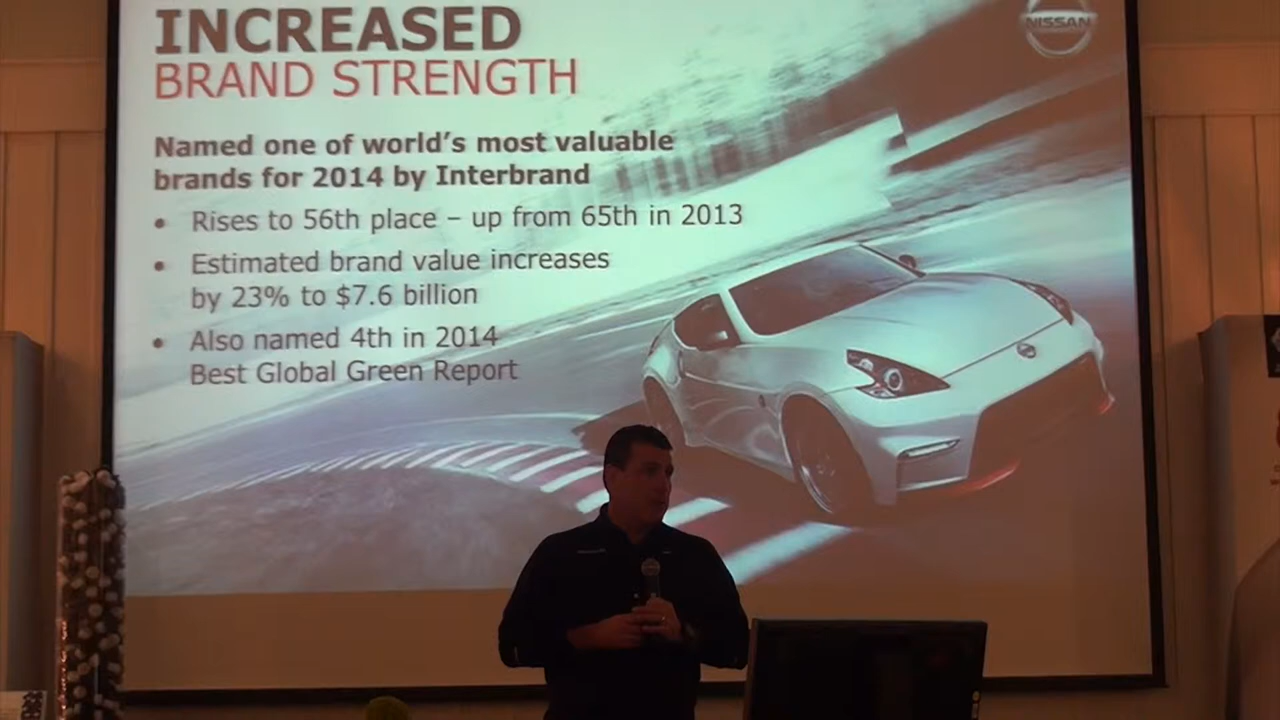 INCREASED
BRAND STRENGTH
NISSAN
Named one of world's most valuable
brands for 2014 by Interbrand
• Rises to 56th place – up from 65th in 2013
• Estimated brand value increases
by 23% to $7.6 billion
• Also named 4th in 2014
Best Global Green Report